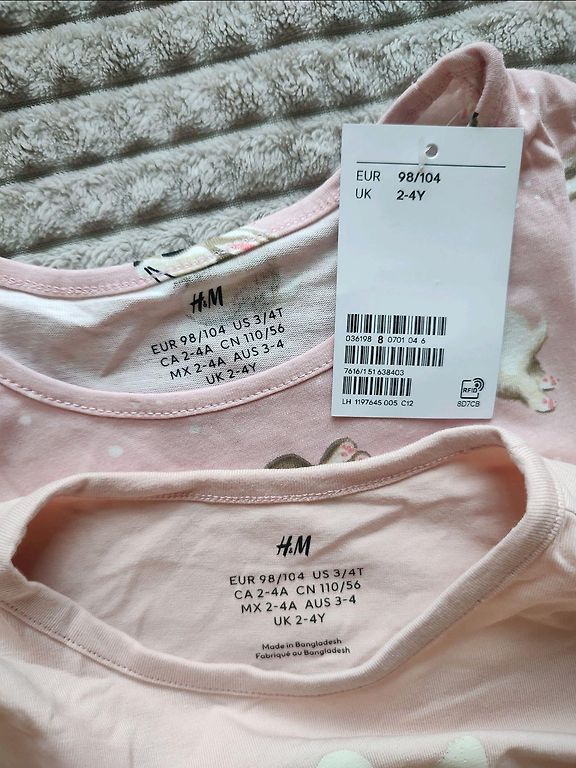 EUR 98/104
UK 2-4Y
036198 8 0701 04 6
7616/151 638403
LH 1197645 005 C12
RFID
8D7CB
H&M
EUR 98/104 US 3/4T
CA 2-4A CN 110/56
MX 2-4A AUS 3-4
UK 2-4Y
H&M
EUR 98/104 US 3/4T
CA 2-4A CN 110/56
MX 2-4A AUS 3-4
UK 2-4Y
Made in Bangladesh
Fabriqué au Bangladesh